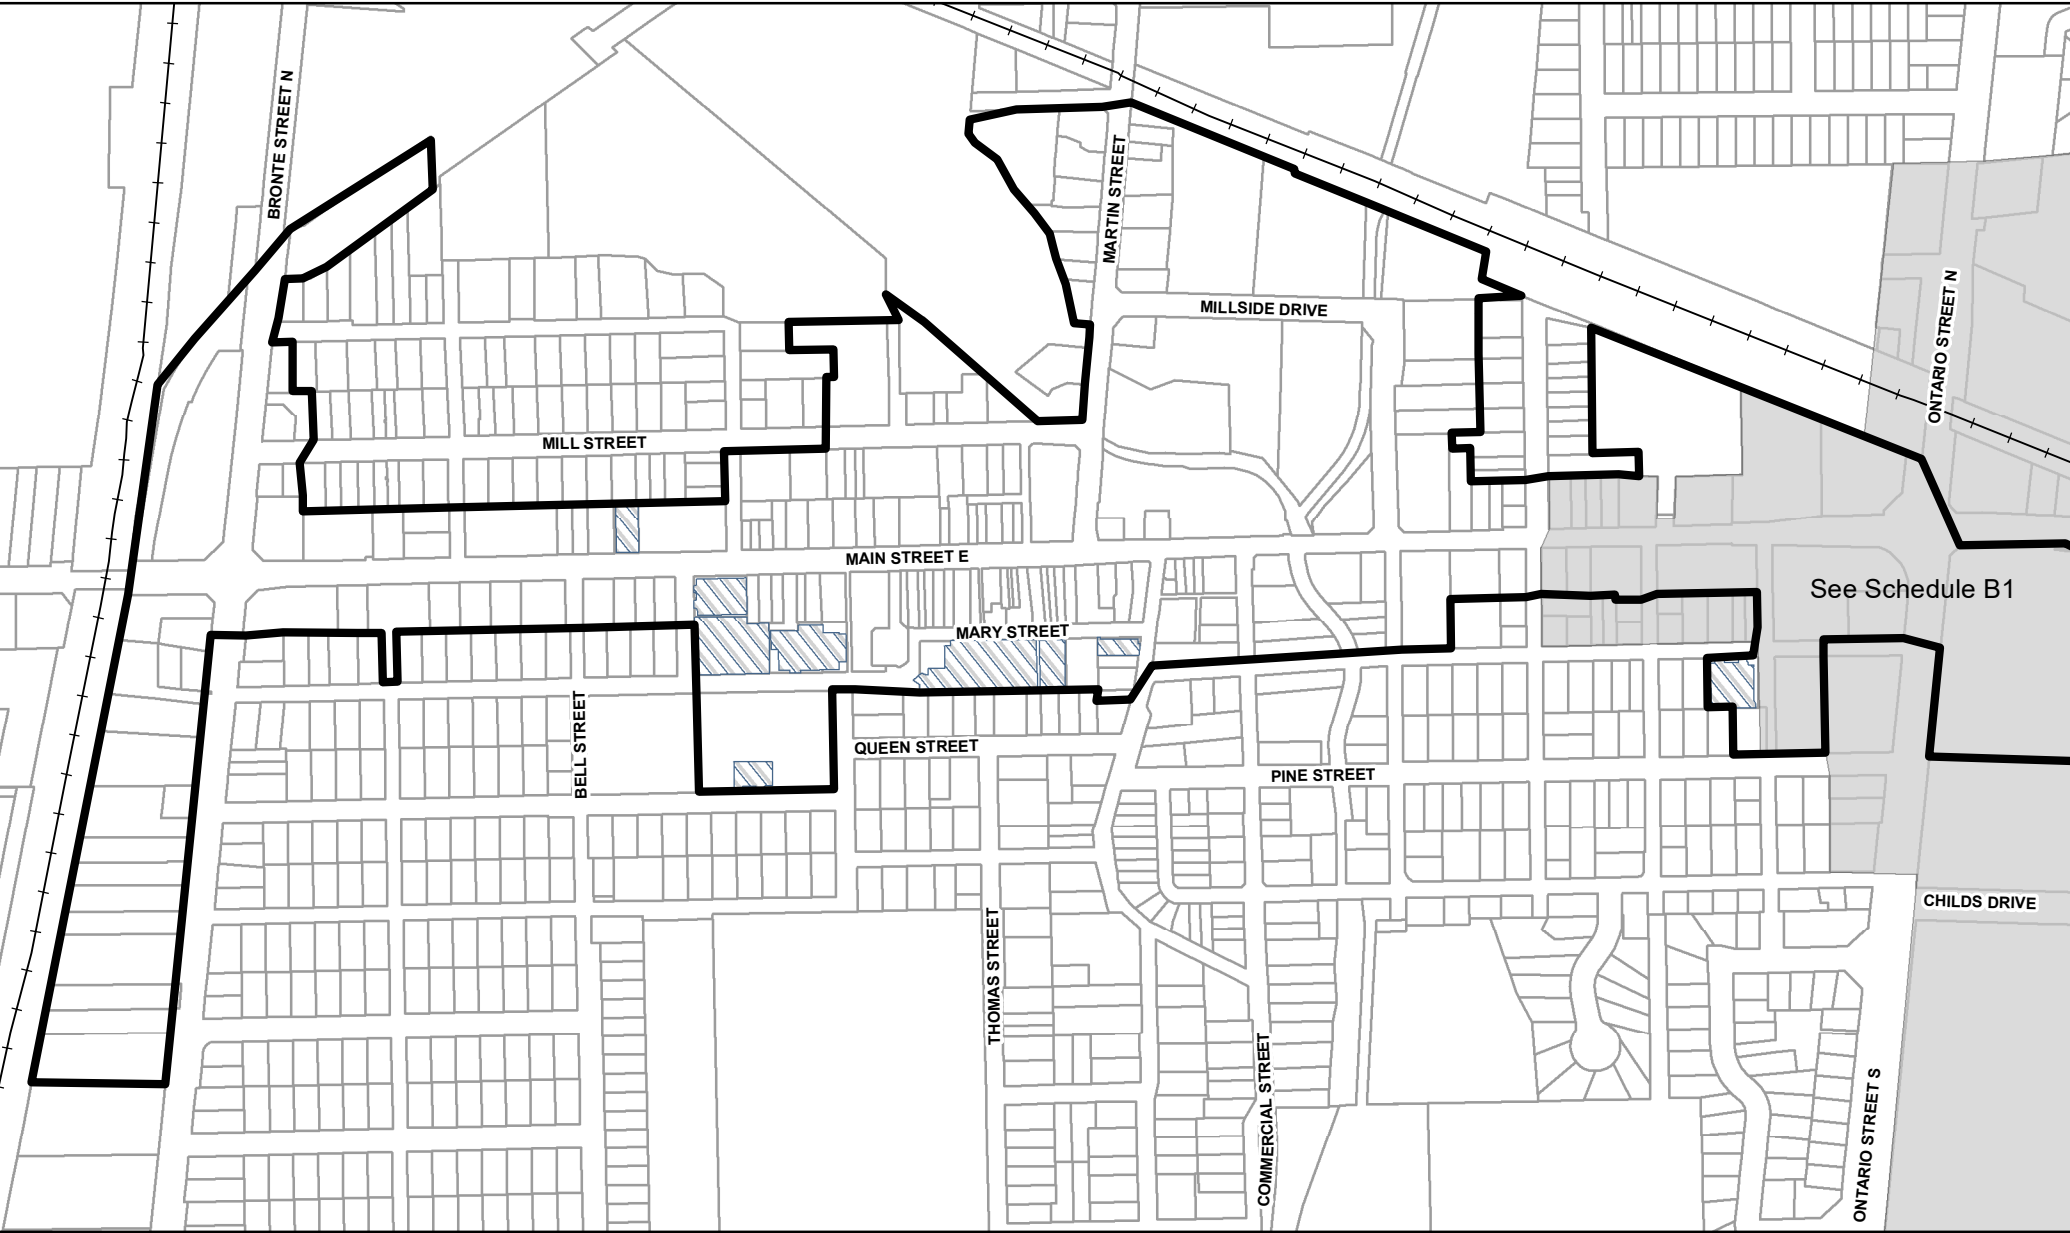 BRONTE STREET N
MARTIN STREET
MILLSIDE DRIVE
ONTARIO STREET N
MILL STREET
MAIN STREET E
See Schedule B1
MARY STREET
BELL STREET
QUEEN STREET
PINE STREET
CHILDS DRIVE
THOMAS STREET
COMMERCIAL STREET
ONTARIO STREET S